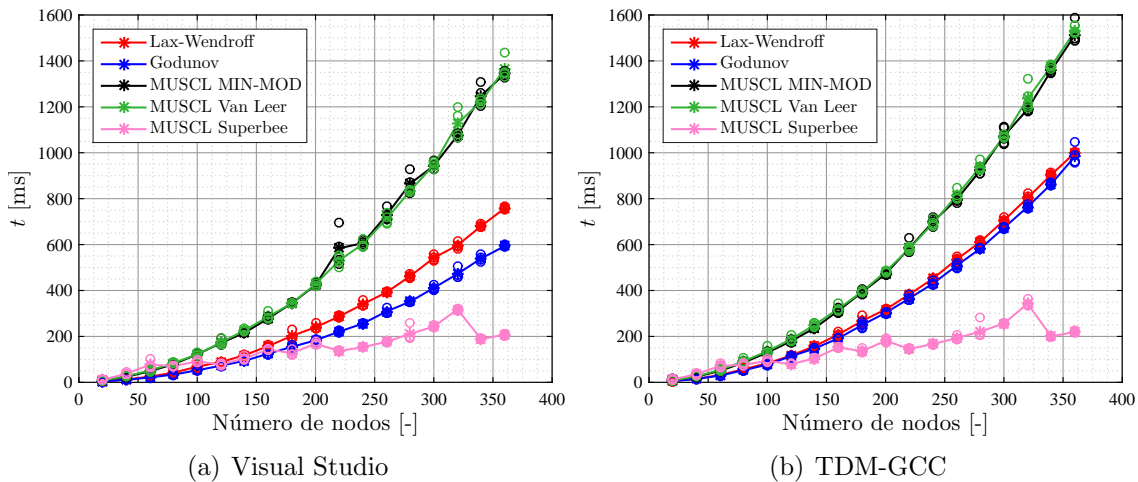 1600
1400
1200
1000
800
600
400
200
0
t [ms]
Lax-Wendroff
Godunov
MUSCL MIN-MOD
MUSCL Van Leer
MUSCL Superbee
0 50 100 150 200 250 300 350 400
Número de nodos [-]
(a) Visual Studio
1600
1400
1200
1000
800
600
400
200
0
t [ms]
Lax-Wendroff
Godunov
MUSCL MIN-MOD
MUSCL Van Leer
MUSCL Superbee
0 50 100 150 200 250 300 350 400
Número de nodos [-]
(b) TDM-GCC